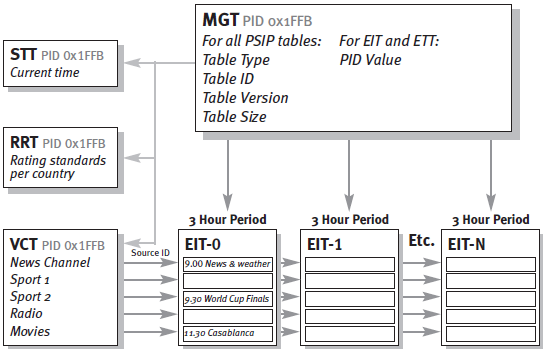 MGT PID 0x1FFB
For all PSIP tables: For EIT and ETT:
Table Type PID Value
Table ID
Table Version
Table Size
STT PID 0x1FFB
Current time
RRT PID 0x1FFB
Rating standards
per country
VCT PID 0x1FFB
News Channel
Sport 1
Sport 2
Radio
Movies
Source ID
3 Hour Period
EIT-0
9.00 News & weather
9.30 World Cup Finals
11.30 Casablanca
3 Hour Period
EIT-1
Etc.
3 Hour Period
EIT-N